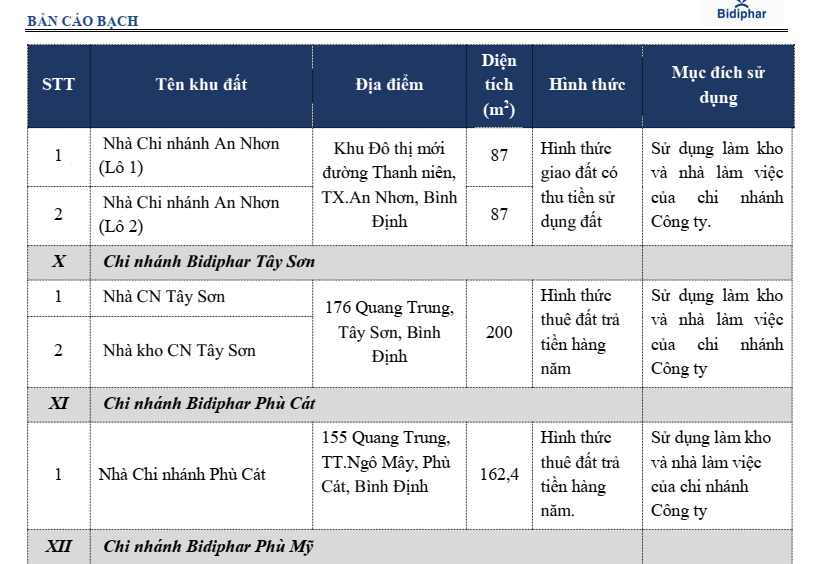 BẢN CÁO BẠCH
Bidiphar
STT
Tên khu đất
Địa điểm
Diện
tích
(m²)
Hình thức
Mục đích sử
dụng
1
Nhà Chi nhánh An Nhơn
(Lô 1)
Khu Đô thị mới
đường Thanh niên,
TX.An Nhơn, Bình
Định
87
Hình thức
giao đất có
thu tiền sử
dụng đất
Sử dụng làm kho
và nhà làm việc
của chi nhánh
Công ty.
2
Nhà Chi nhánh An Nhơn
(Lô 2)
87
X
Chi nhánh Bidiphar Tây Sơn
1
Nhà CN Tây Sơn
176 Quang Trung,
Tây Sơn, Bình
Định
200
Hình thức
thuê đất trả
tiền hàng
năm
Sử dụng làm kho
và nhà làm việc
của chi nhánh
Công ty
2
Nhà kho CN Tây Sơn
XI
Chi nhánh Bidiphar Phù Cát
1
Nhà Chi nhánh Phù Cát
155 Quang Trung,
TT.Ngô Mây, Phù
Cát, Bình Định
162,4
Hình thức
thuê đất trả
tiền hàng
năm.
Sử dụng làm kho
và nhà làm việc
của chi nhánh
Công ty
XII
Chi nhánh Bidiphar Phù Mỹ